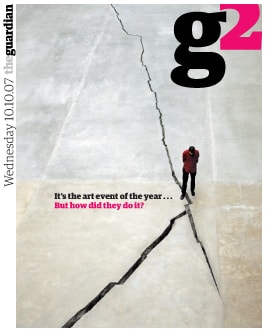 Wednesday 10.10.07 theguardian
g2
It's the art event of the year . . .
But how did they do it?